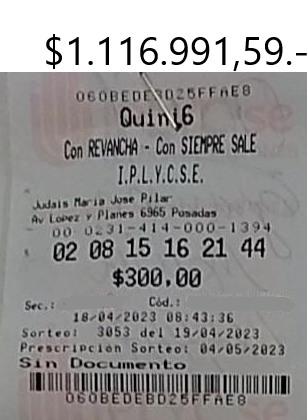 $1.116.991,59.-
060BEDEBD25FFAE8
Quini6
Con REVANCHA - Con SIEMPRE SALE
I.P.L.Y.C.S.E.
Judais Maria Jose Pilar
Av Lopez y Planes 6965 Posadas
00 0231-414-000-1394
02 08 15 16 21 44
$300,00
Sec.: Cód.:
18/04/2023 08:43:36
Sorteo: 3053 del 19/04/2023
Prescripcion Sorteo: 04/05/2023
Sin Documento
060BEDEBD25FFAE8